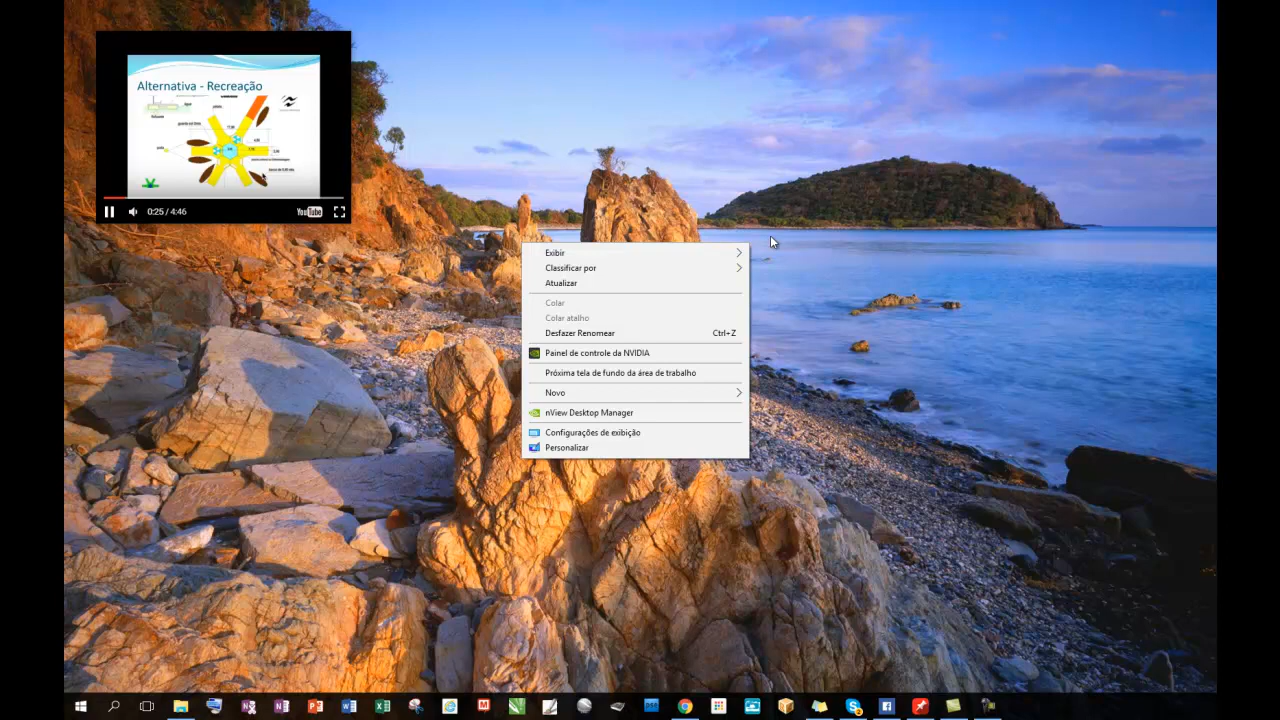 Alternativa - Recreação
0:25 / 4:46
YouTube
Exibir
Classificar por
Atualizar
Colar
Colar atalho
Desfazer Renomear Ctrl+Z
Painel de controle da NVIDIA
Próxima tela de fundo da área de trabalho
Novo
nView Desktop Manager
Configurações de exibição
Personalizar